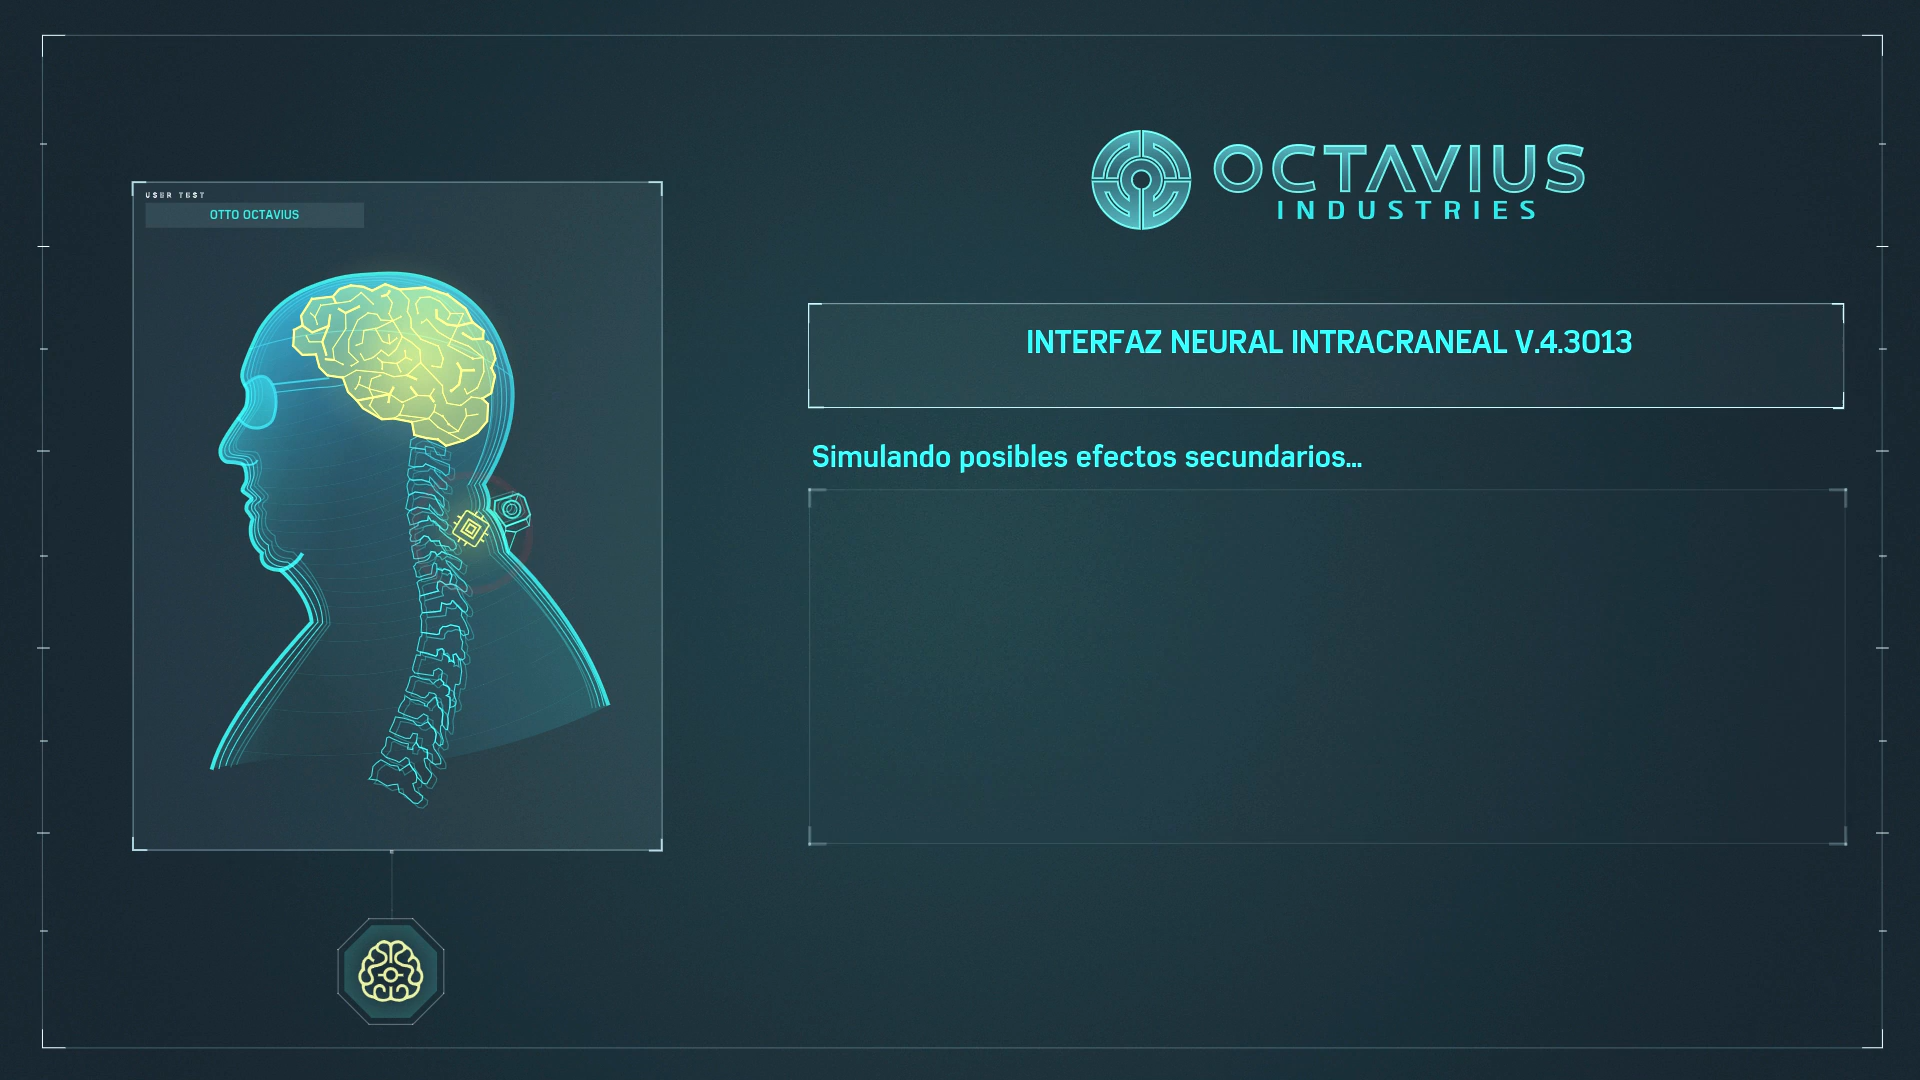 USER TEST
OTTO OCTAVIUS
OCTAVIUS
INDUSTRIES
INTERFAZ NEURAL INTRACRANEAL V.4.3013
Simulando posibles efectos secundarios...